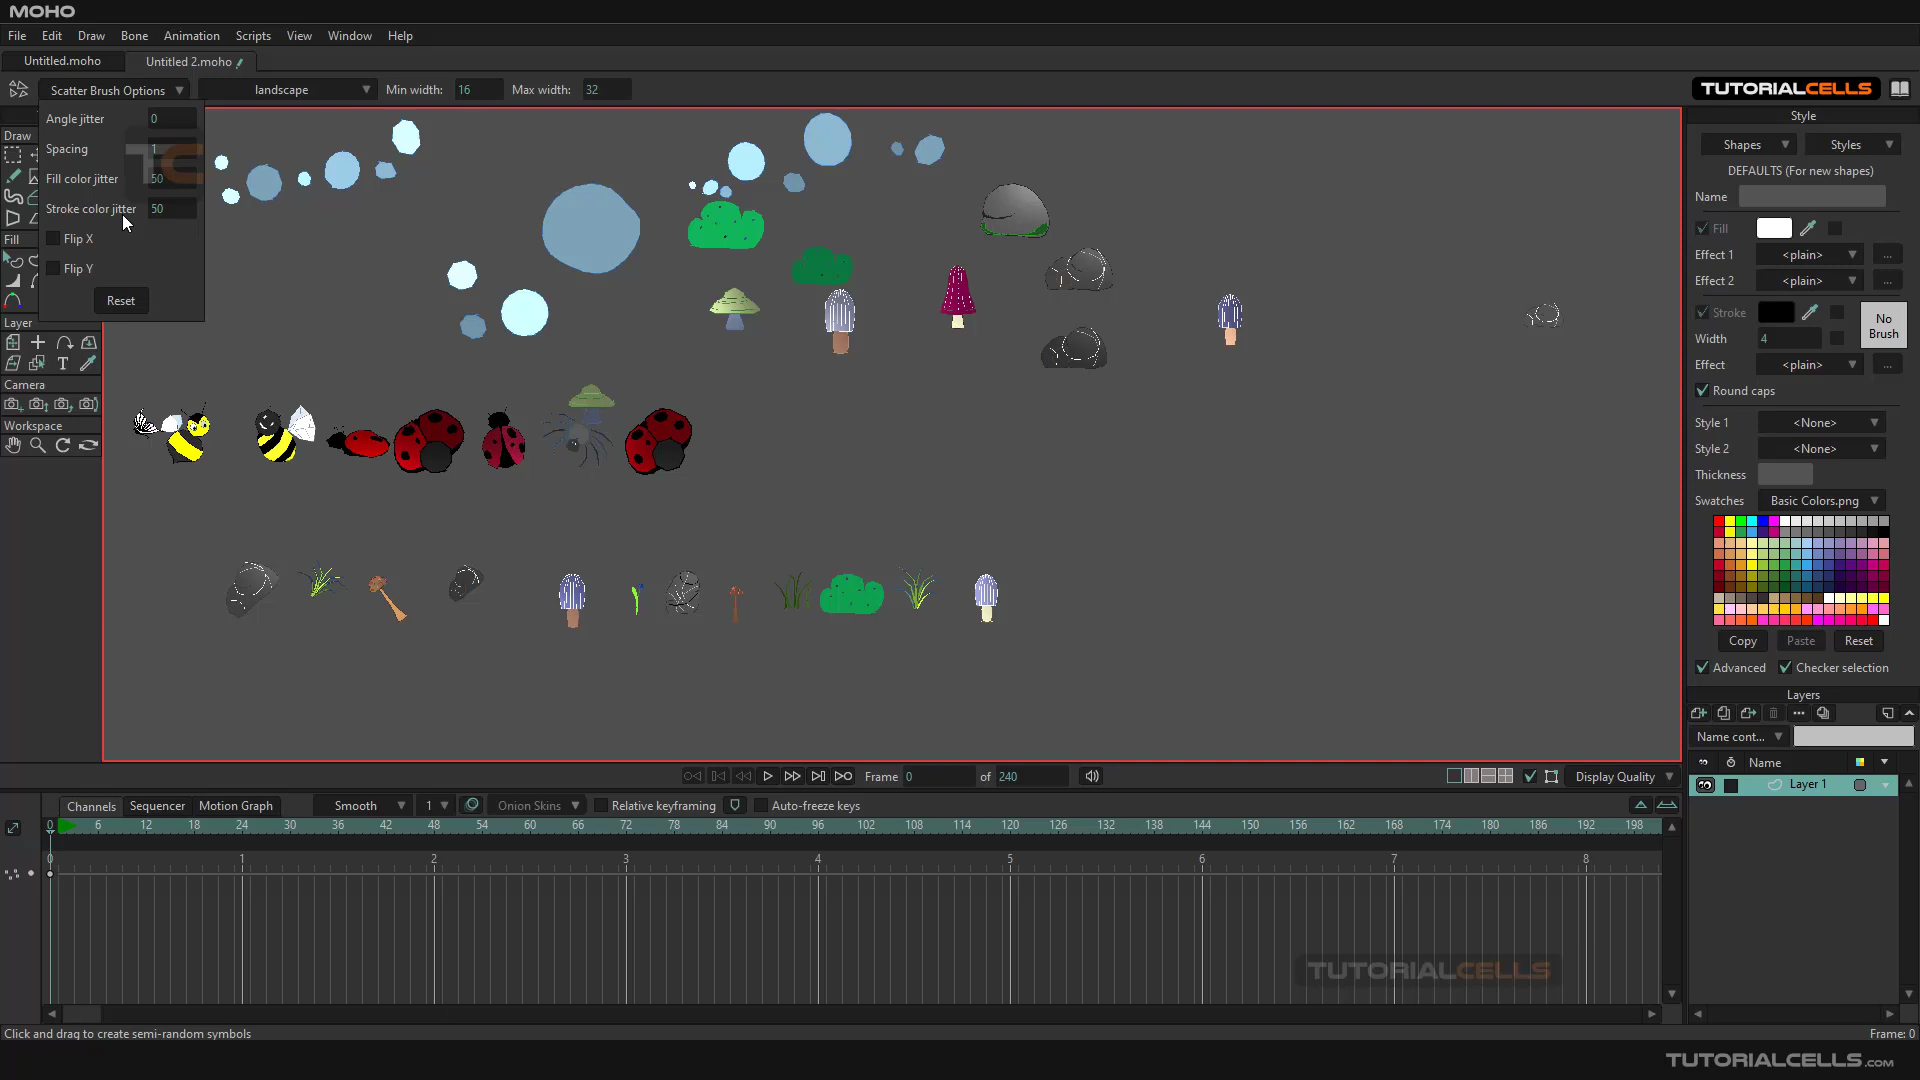 MOHO
File Edit Draw Bone Animation Scripts View Window Help
Untitled.moho Untitled 2.moho
Scatter Brush Options landscape Min width: 16 Max width: 32 TUTORIALCELLS
Angle jitter 0
Spacing 1
Fill color jitter 50
Stroke color jitter 50
Flip X
Flip Y
Reset
Draw
Fill
Layer
T
Camera
Workspace
TC
Style
Shapes Styles
DEFAULTS (For new shapes)
Name
Fill
Effect 1 <plain> ...
Effect 2 <plain> ...
Stroke No Brush
Width 4
Effect <plain> ...
Round caps
Style 1 <None>
Style 2 <None>
Thickness
Swatches Basic Colors.png
Copy Paste Reset
Advanced Checker selection
Layers
Name cont...
Name
Layer 1
Frame 0 of 240 Display Quality
Channels Sequencer Motion Graph Smooth 1 Onion Skins Relative keyframing Auto-freeze keys
0 6 12 18 24 30 36 42 48 54 60 66 72 78 84 90 96 102 108 114 120 126 132 138 144 150 156 162 168 174 180 186 192 198
0 1 2 3 4 5 6 7 8
TUTORIALCELLS
Click and drag to create semi-random symbols Frame: 0
TUTORIALCELLS.COM